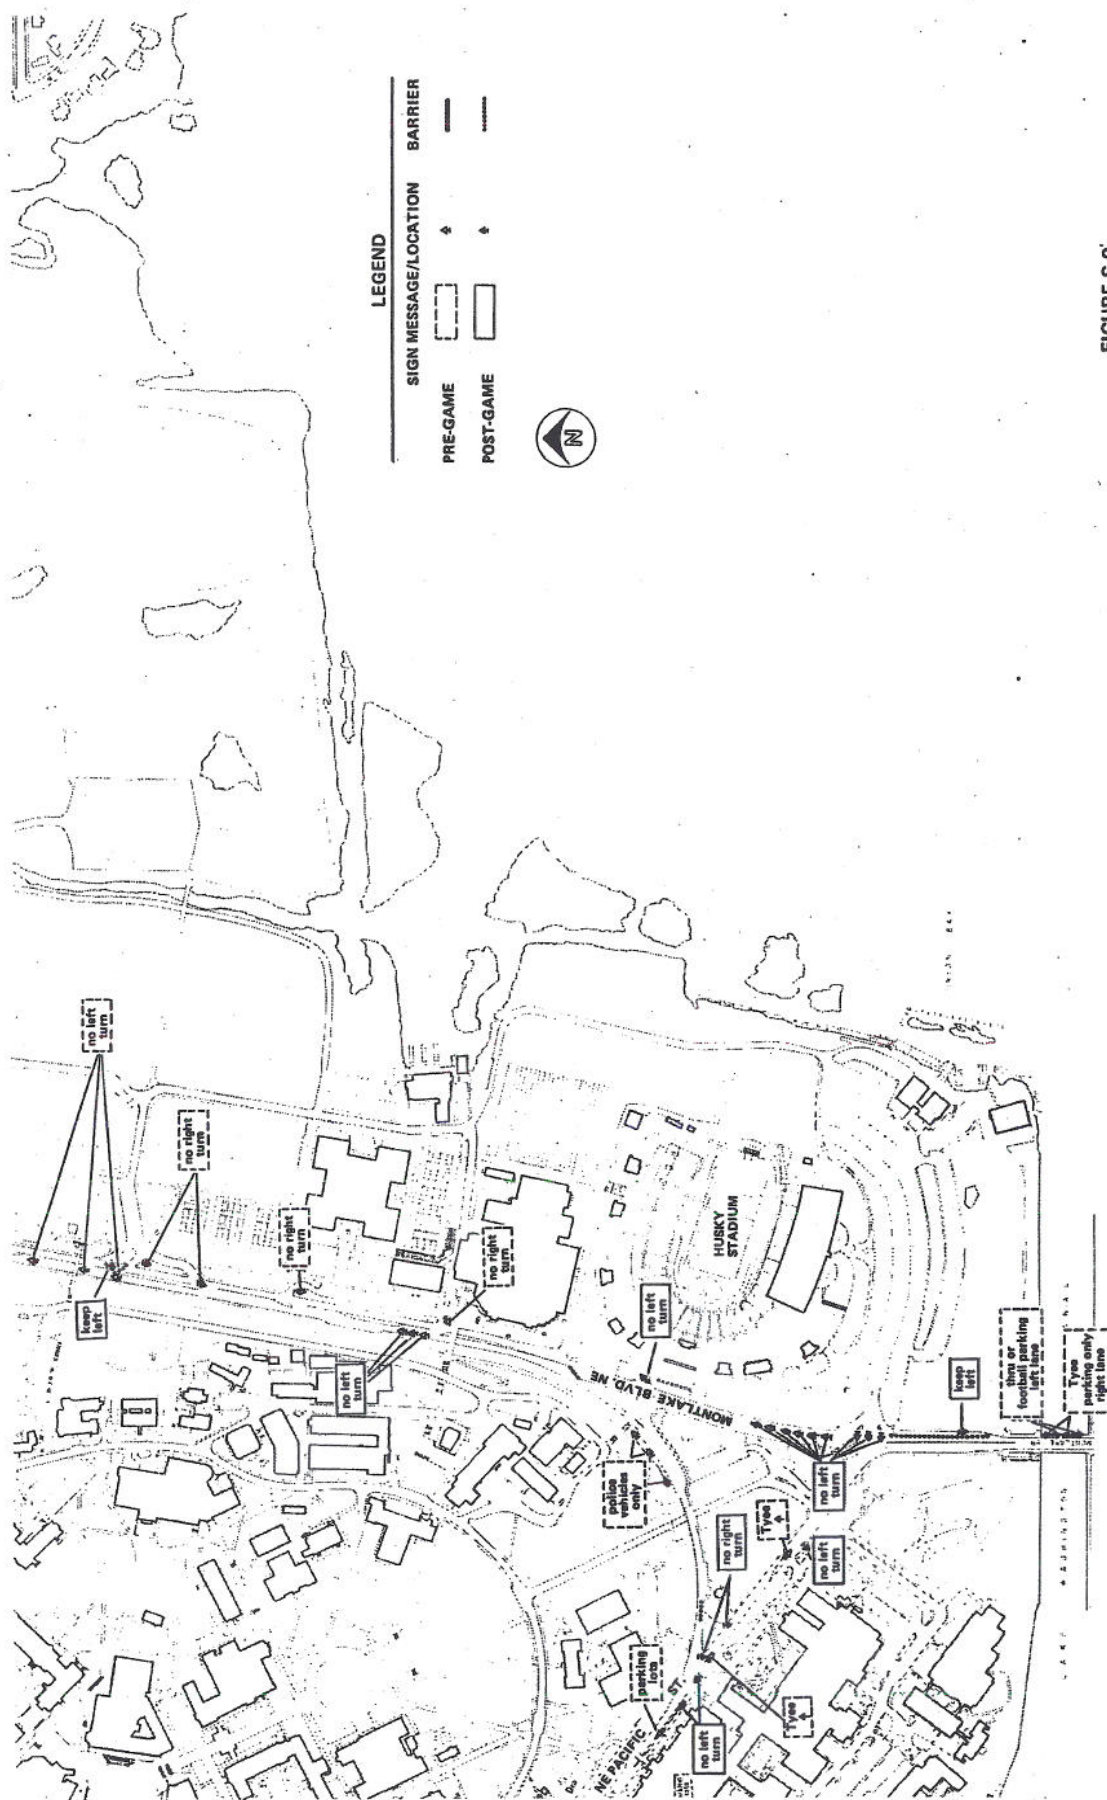 LEGEND
SIGN MESSAGE/LOCATION BARRIER
PRE-GAME
POST-GAME
N
no left
turn
no right
turn
keep
left
no right
turn
no right
turn
no left
turn
no left
turn
HUSKY
STADIUM
MONTLAKE BLVD NE
police
vehicles
only
no left
turn
keep
left
thru or
football parking
left lane
Tyee
parking only
right lane
Tyee
no left
turn
no right
turn
parking
lots
NE PACIFIC ST
no left
turn
Tyee